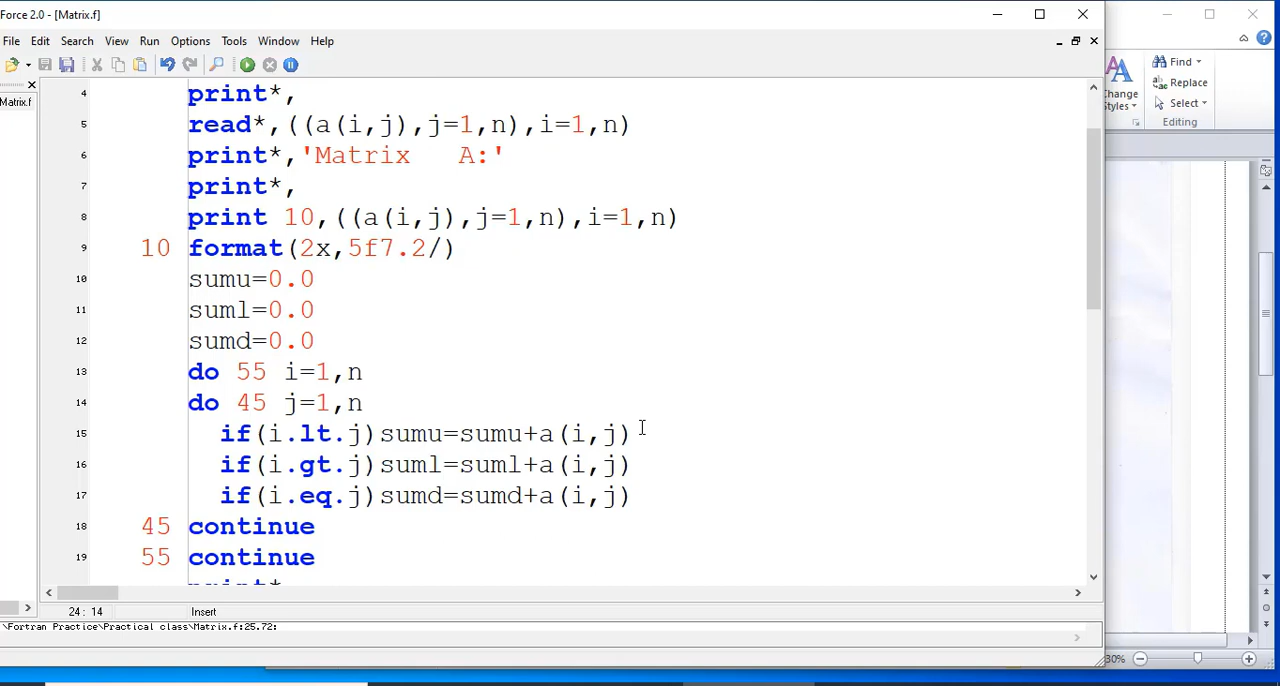 Force 2.0 - [Matrix.f]
File Edit Search View Run Options Tools Window Help
Matrix.f
4 print*,
5 read*,((a(i,j),j=1,n),i=1,n)
6 print*,'Matrix   A:'
7 print*,
8 print 10,((a(i,j),j=1,n),i=1,n)
9 10 format(2x,5f7.2/)
10 sumu=0.0
11 suml=0.0
12 sumd=0.0
13 do 55 i=1,n
14 do 45 j=1,n
15 if(i.lt.j)sumu=sumu+a(i,j)
16 if(i.gt.j)suml=suml+a(i,j)
17 if(i.eq.j)sumd=sumd+a(i,j)
18 45 continue
19 55 continue
print*
24: 14 Insert
\Fortran Practice\Practical class\Matrix.f:25.72:
Find
Replace
Select
Change
Styles
Editing
30%